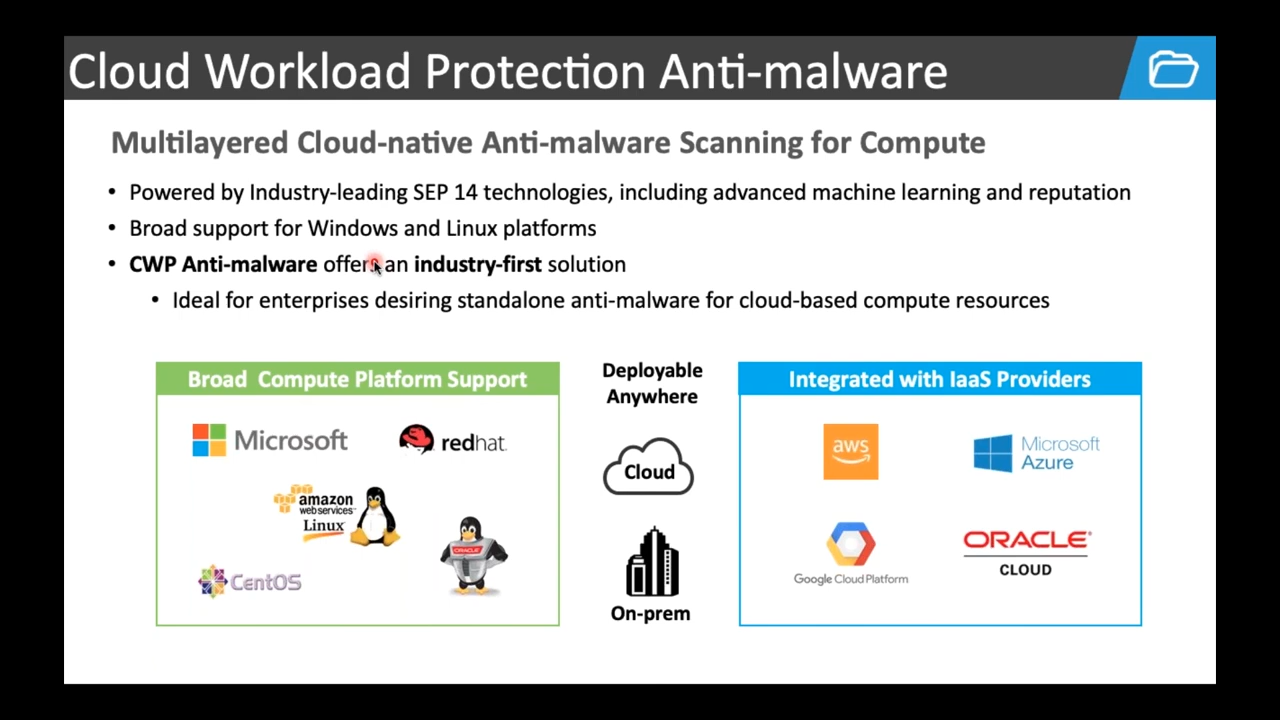 Cloud Workload Protection Anti-malware
Multilayered Cloud-native Anti-malware Scanning for Compute
• Powered by Industry-leading SEP 14 technologies, including advanced machine learning and reputation
• Broad support for Windows and Linux platforms
• CWP Anti-malware offers an industry-first solution
• Ideal for enterprises desiring standalone anti-malware for cloud-based compute resources
Broad Compute Platform Support
Microsoft
redhat.
amazon
webservices™
Linux
ORACLE
CentOS
Deployable
Anywhere
Cloud
On-prem
Integrated with IaaS Providers
aws
Microsoft
Azure
Google Cloud Platform
ORACLE®
CLOUD